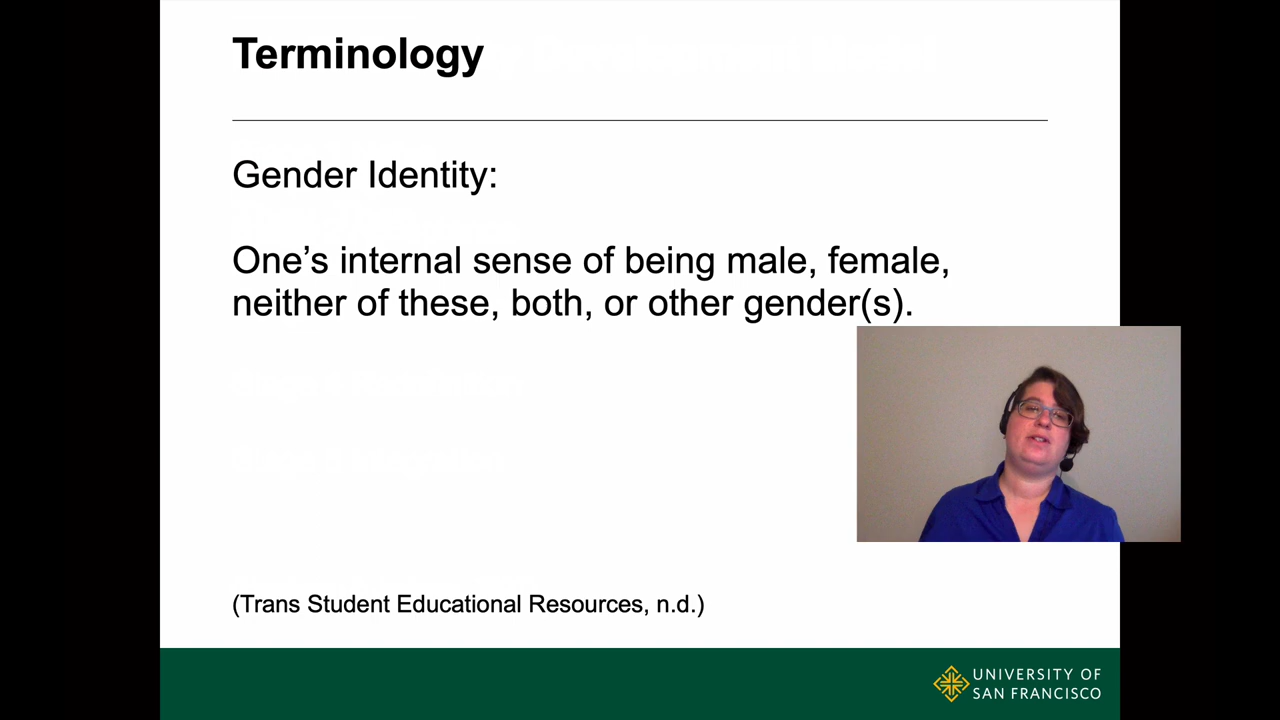 Terminology
Gender Identity:
One’s internal sense of being male, female,
neither of these, both, or other gender(s).
(Trans Student Educational Resources, n.d.)
UNIVERSITY OF
SAN FRANCISCO